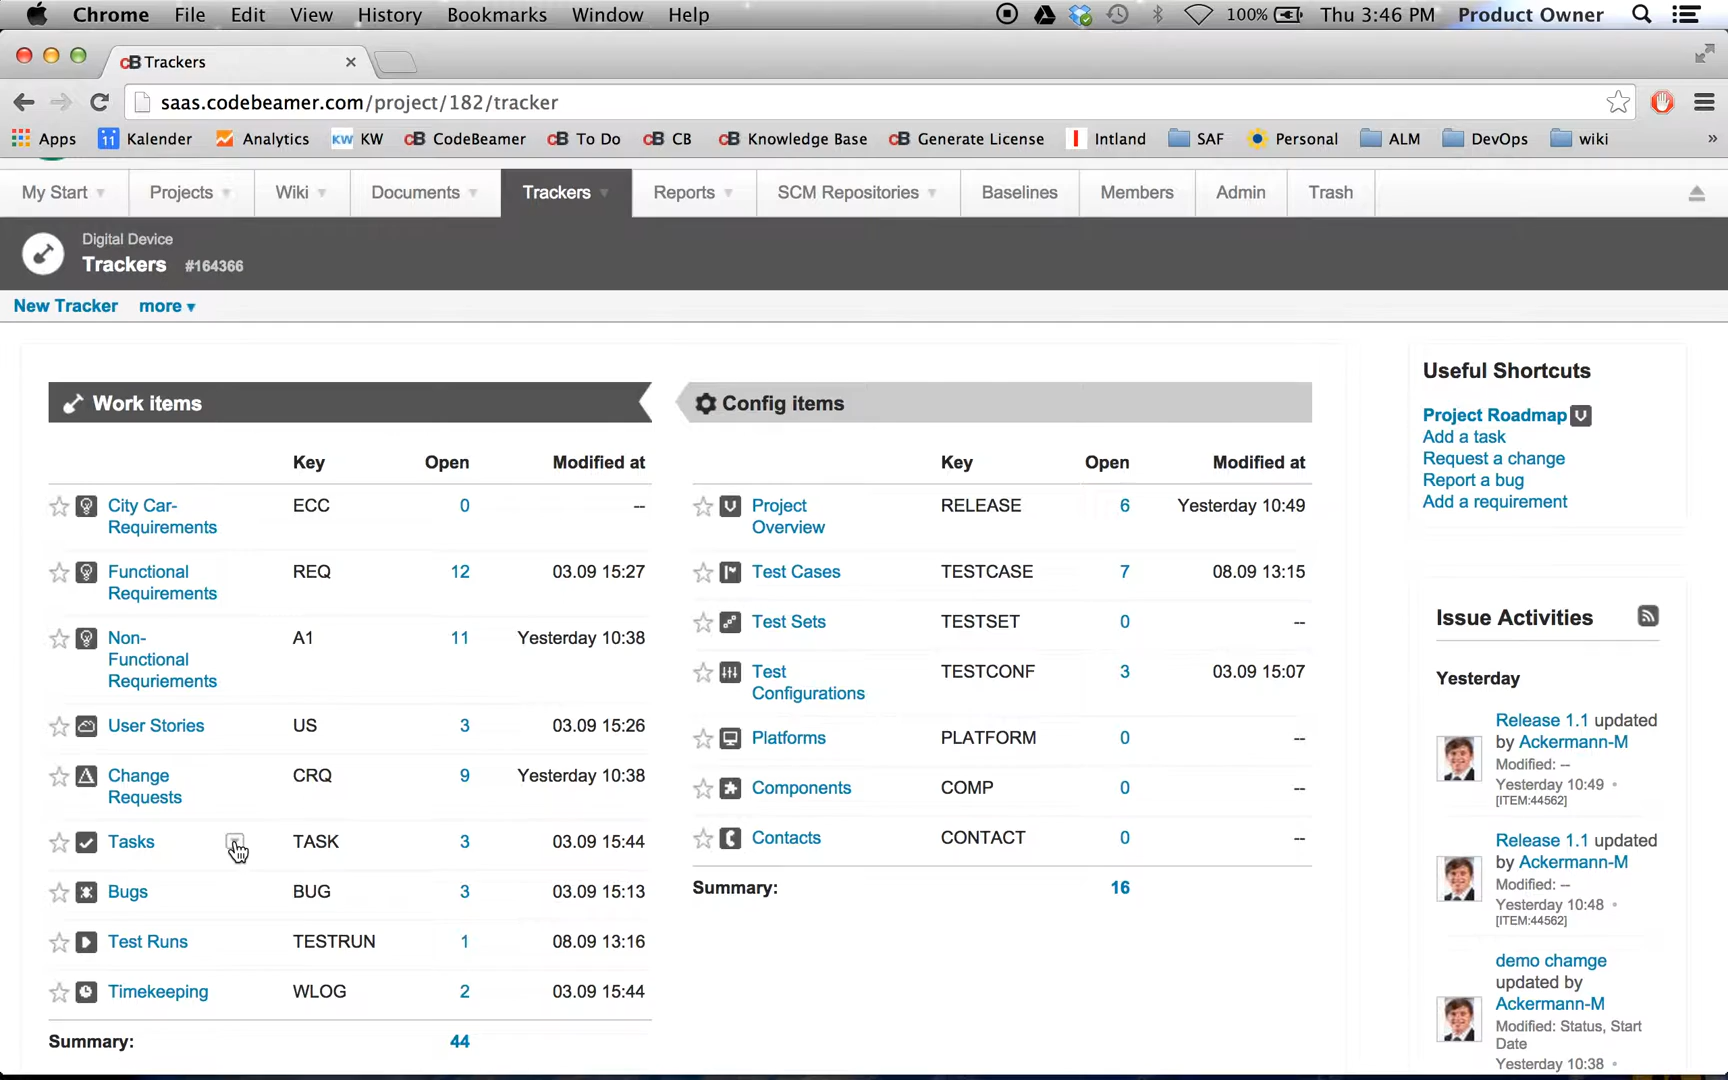 Chrome File Edit View History Bookmarks Window Help 100% Thu 3:46 PM Product Owner
cB Trackers
saas.codebeamer.com/project/182/tracker
Apps 11 Kalender Analytics KW KW cB CodeBeamer cB To Do cB CB cB Knowledge Base cB Generate License Intland SAF Personal ALM DevOps wiki »
My Start Projects Wiki Documents Trackers Reports SCM Repositories Baselines Members Admin Trash
Digital Device
Trackers #164366
New Tracker more
Work items
Key Open Modified at
City Car-Requirements ECC 0 --
Functional Requirements REQ 12 03.09 15:27
Non-Functional Requriements A1 11 Yesterday 10:38
User Stories US 3 03.09 15:26
Change Requests CRQ 9 Yesterday 10:38
Tasks TASK 3 03.09 15:44
Bugs BUG 3 03.09 15:13
Test Runs TESTRUN 1 08.09 13:16
Timekeeping WLOG 2 03.09 15:44
Summary: 44
Config items
Key Open Modified at
Project Overview RELEASE 6 Yesterday 10:49
Test Cases TESTCASE 7 08.09 13:15
Test Sets TESTSET 0 --
Test Configurations TESTCONF 3 03.09 15:07
Platforms PLATFORM 0 --
Components COMP 0 --
Contacts CONTACT 0 --
Summary: 16
Useful Shortcuts
Project Roadmap
Add a task
Request a change
Report a bug
Add a requirement
Issue Activities
Yesterday
Release 1.1 updated
by Ackermann-M
Modified: --
Yesterday 10:49 •
[ITEM:44562]
Release 1.1 updated
by Ackermann-M
Modified: --
Yesterday 10:48 •
[ITEM:44562]
demo chamge
updated by
Ackermann-M
Modified: Status, Start
Date
Yesterday 10:38 •